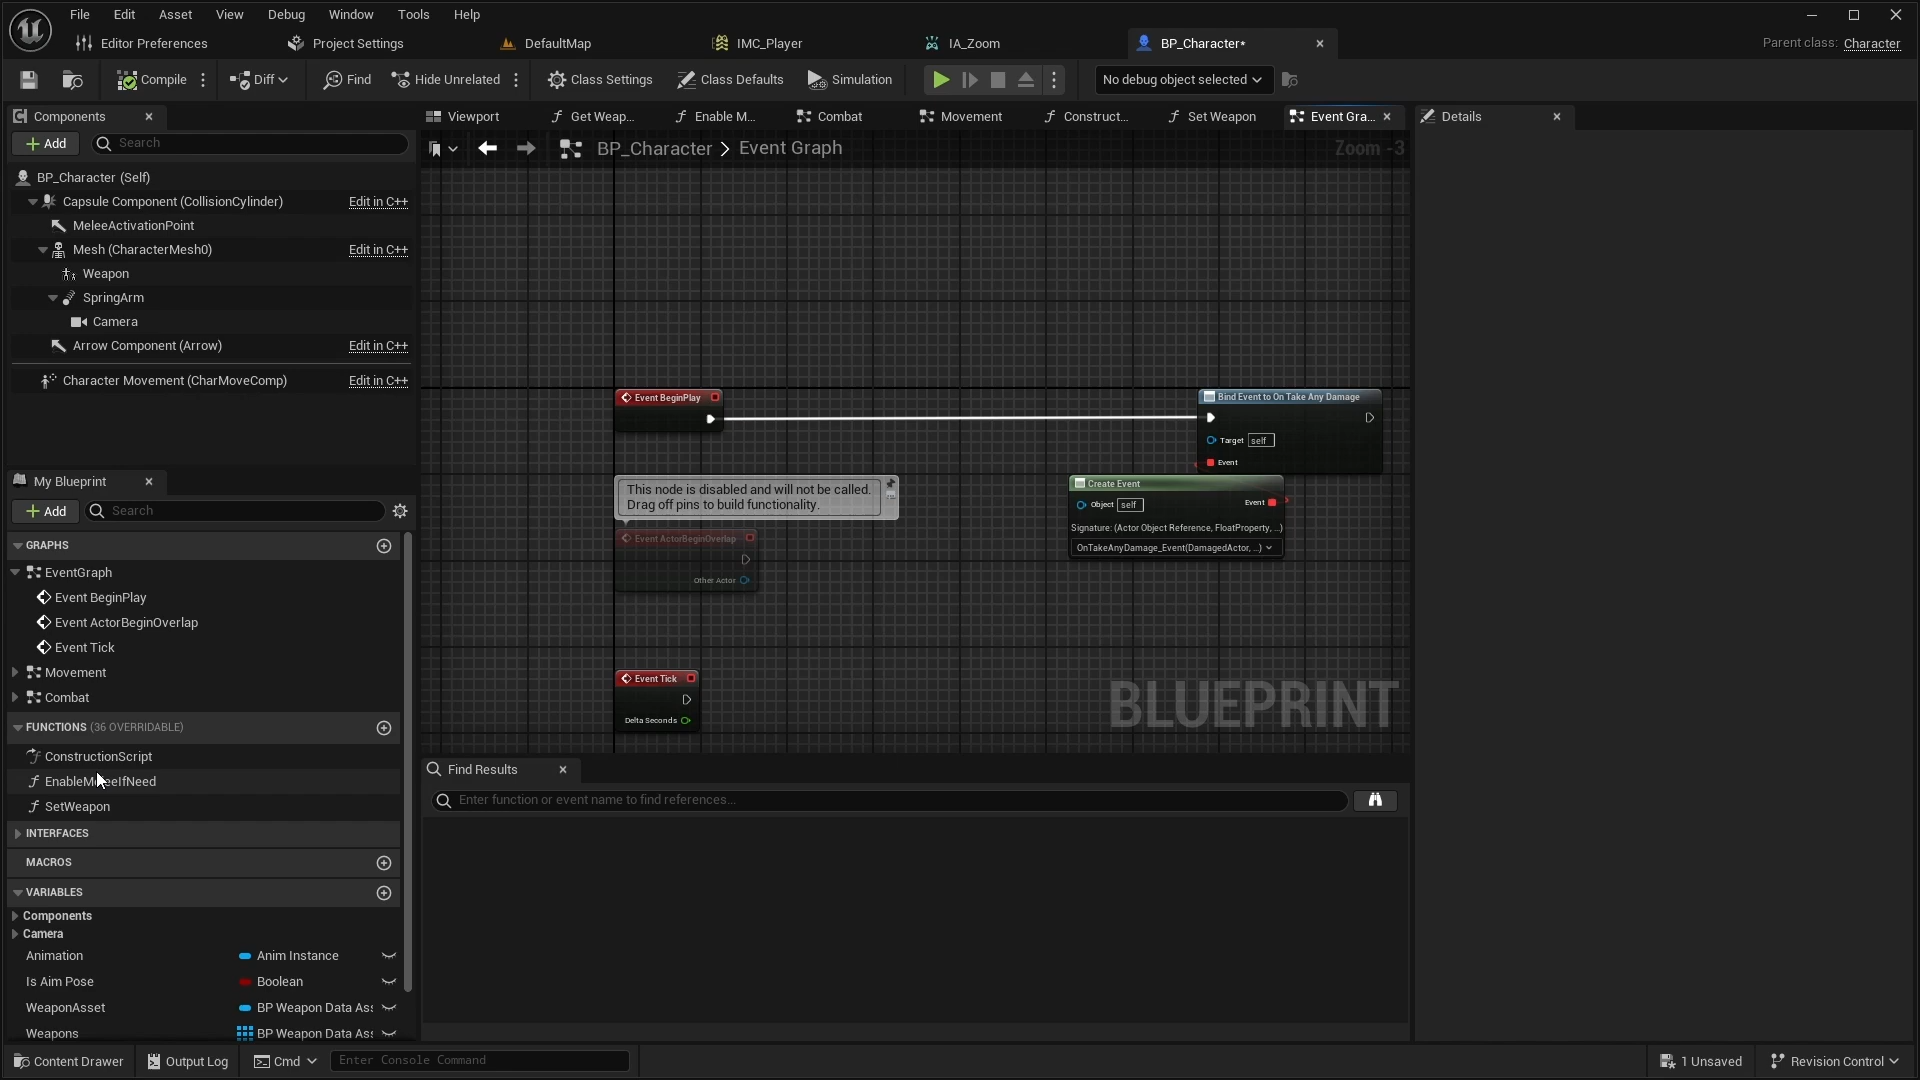 File Edit Asset View Debug Window Tools Help
Editor Preferences Project Settings DefaultMap IMC_Player IA_Zoom BP_Character*
Parent class: Character
Compile Diff Find Hide Unrelated Class Settings Class Defaults Simulation No debug object selected
Components
Add Search
BP_Character (Self)
Capsule Component (CollisionCylinder) Edit in C++
MeleeActivationPoint
Mesh (CharacterMesh0) Edit in C++
Weapon
SpringArm
Camera
Arrow Component (Arrow) Edit in C++
Character Movement (CharMoveComp) Edit in C++
My Blueprint
Add Search
GRAPHS
EventGraph
Event BeginPlay
Event ActorBeginOverlap
Event Tick
Movement
Combat
FUNCTIONS (36 OVERRIDABLE)
ConstructionScript
SetWeapon
INTERFACES
MACROS
VARIABLES
Components
Camera
Animation Anim Instance
Is Aim Pose Boolean
WeaponAsset BP Weapon Data Ass
Weapons BP Weapon Data Ass
Viewport Get Weap... Enable M... Combat Movement Construct... Set Weapon Event Gra...
BP_Character > Event Graph
Zoom -3
Event BeginPlay
Bind Event to On Take Any Damage
Target self
Event
This node is disabled and will not be called.
Drag off pins to build functionality.
Event ActorBeginOverlap
Other Actor
Create Event
Object self Event
Signature: (Actor Object Reference, FloatProperty, ...)
OnTakeAnyDamage_Event(DamagedActor, ...)
Event Tick
Delta Seconds
BLUEPRINT
Find Results
Enter function or event name to find references...
Details
Content Drawer Output Log Cmd Enter Console Command
1 Unsaved Revision Control